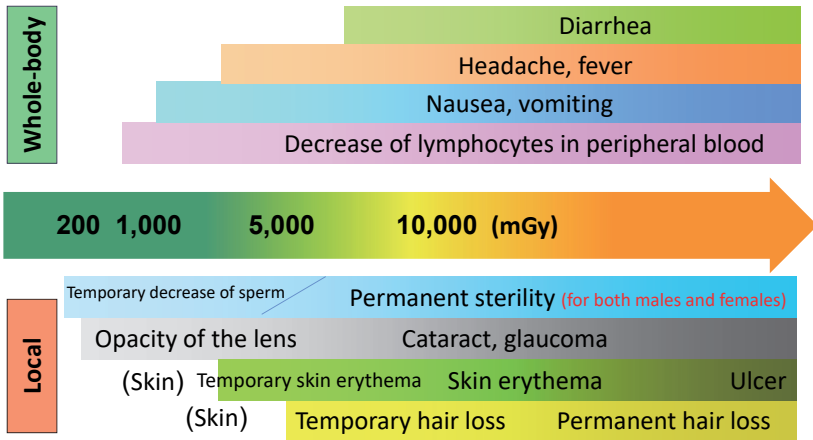 Whole-body
Diarrhea
Headache, fever
Nausea, vomiting
Decrease of lymphocytes in peripheral blood
200 1,000 5,000 10,000 (mGy)
Local
Temporary decrease of sperm Permanent sterility (for both males and females)
Opacity of the lens Cataract, glaucoma
(Skin) Temporary skin erythema Skin erythema Ulcer
(Skin) Temporary hair loss Permanent hair loss